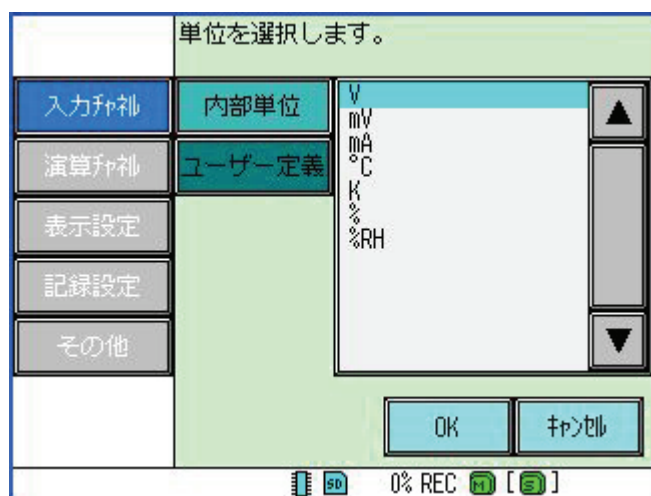 単位を選択します。
入力ﾁｬﾈﾙ
内部単位
演算ﾁｬﾈﾙ
ユーザー定義
表示設定
記録設定
その他
V
mV
mA
°C
K
%
%RH
▲
▼
OK
ｷｬﾝｾﾙ
SD 0% REC M [S]